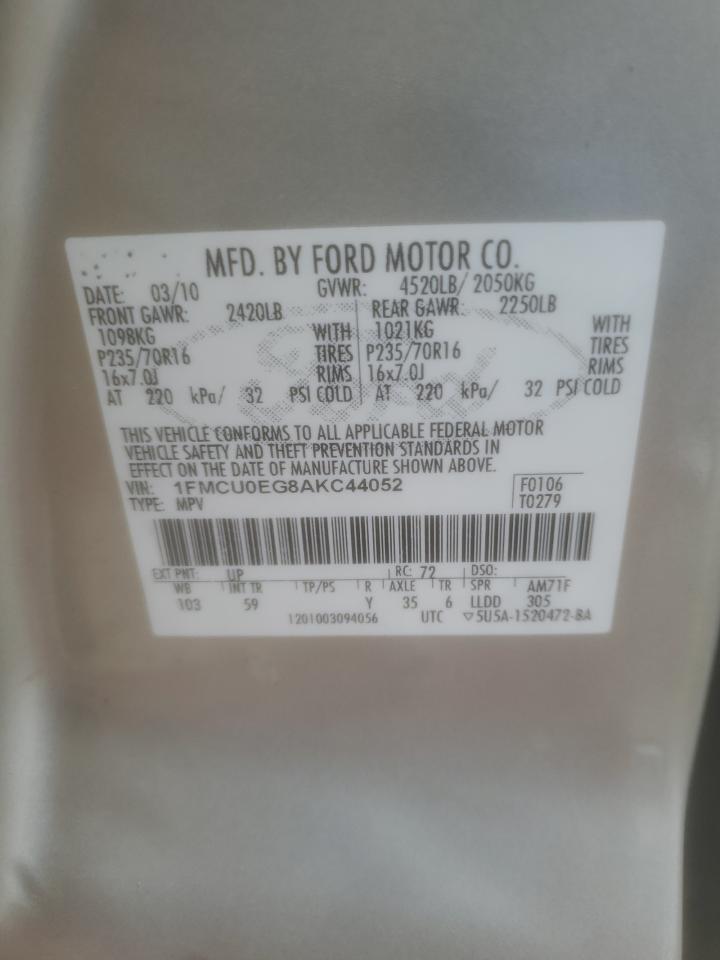 MFD. BY FORD MOTOR CO.
DATE: 03/10 GVWR: 4520LB/ 2050KG
FRONT GAWR: 2420LB REAR GAWR: 2250LB
1098KG WITH 1021KG WITH
P235/70R16 TIRES P235/70R16 TIRES
16x7.0J RIMS 16x7.0J RIMS
AT 220 kPa/ 32 PSI COLD AT 220 kPa/ 32 PSI COLD
THIS VEHICLE CONFORMS TO ALL APPLICABLE FEDERAL MOTOR
VEHICLE SAFETY AND THEFT PREVENTION STANDARDS IN
EFFECT ON THE DATE OF MANUFACTURE SHOWN ABOVE.
VIN: 1FMCU0EG8AKC44052 F0106
TYPE: MPV T0279
EXT PNT: UP RC: 72 DSO:
WB INT TR TP/PS R AXLE TR SPR AM71F
103 59 Y 35 6 LLDD 305
1201003094056 UTC ▽5U5A-1520472-BA